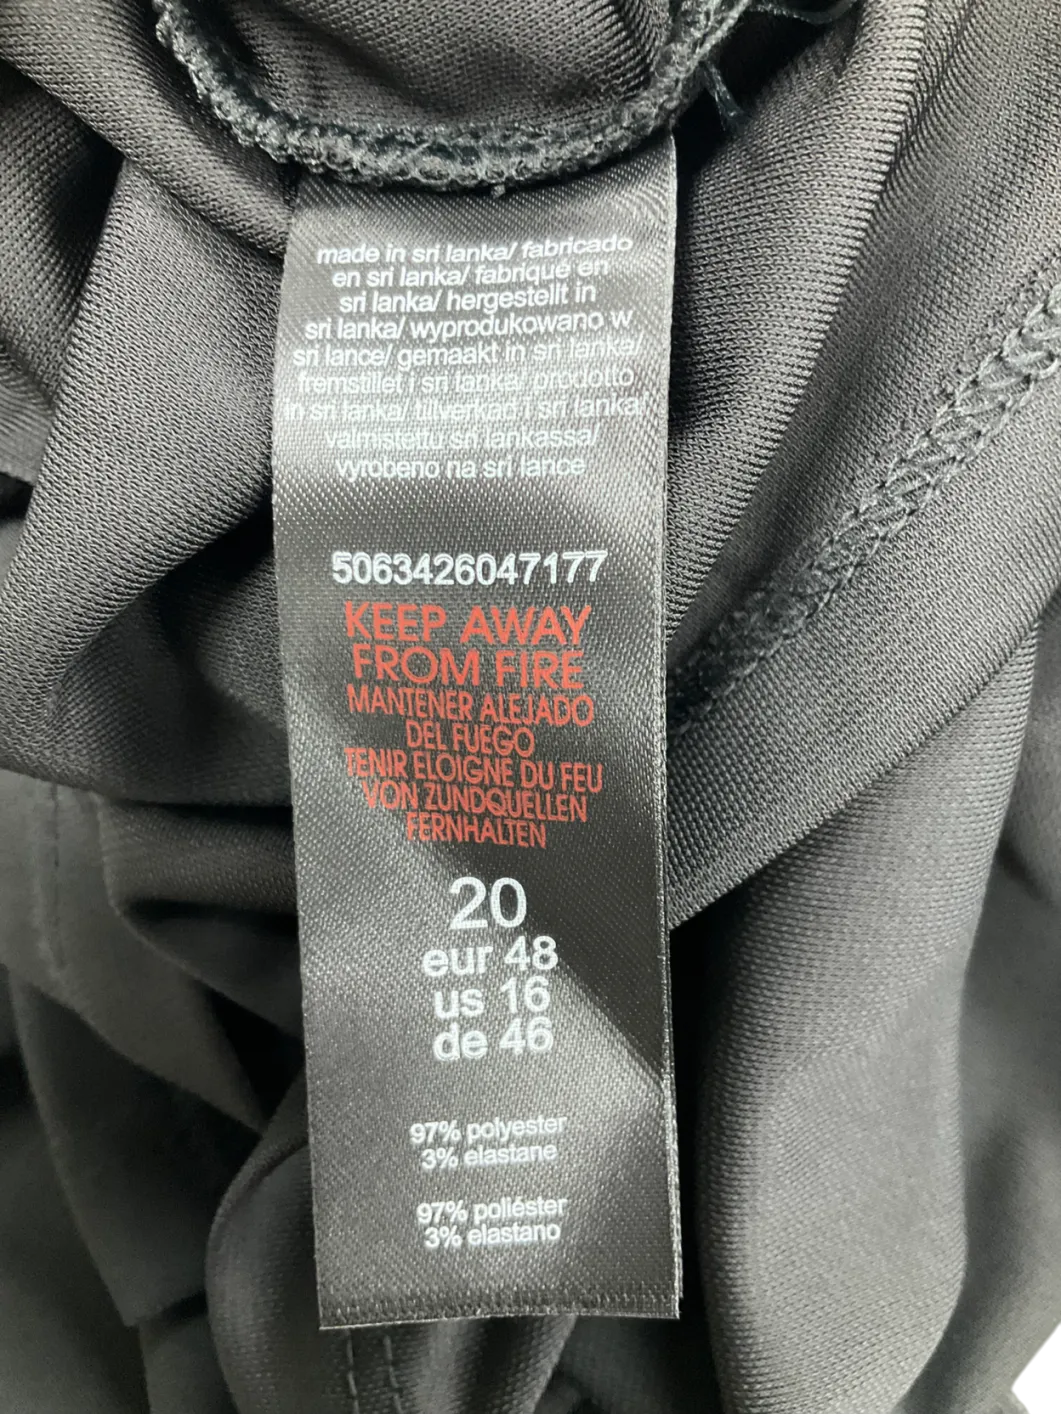 made in sri lanka/ fabricado
en sri lanka/ fabriqué en
sri lanka/ hergestellt in
sri lanka/ wyprodukowano w
sri lance/ gemaakt in sri lanka/
fremstillet i sri lanka/ prodotto
in sri lanka/ tillverkad i sri lanka/
valmistettu sri lankassa/
vyrobeno na srí lance
5063426047177
KEEP AWAY
FROM FIRE
MANTENER ALEJADO
DEL FUEGO
TENIR ELOIGNE DU FEU
VON ZUNDQUELLEN
FERNHALTEN
20
eur 48
us 16
de 46
97% polyester
3% elastane
97% poliéster
3% elastano